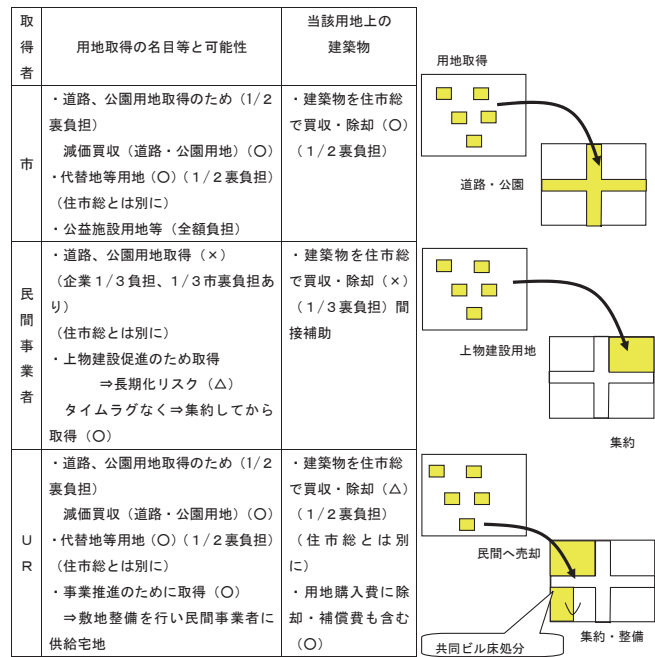 取得者
用地取得の名目等と可能性
当該用地上の
建築物
市
・道路、公園用地取得のため（1/２
裏負担）
減価買収（道路・公園用地）（〇）
・代替地等用地（〇）（１/２裏負担）
（住市総とは別に）
・公益施設用地等（全額負担）
・建築物を住市総
で買収・除却（〇）
（１/２裏負担）
民間事業者
・道路、公園用地取得（×）
（企業１/３負担、１/３市裏負担あ
り）
（住市総とは別に）
・上物建設促進のため取得
⇒長期化リスク（△）
タイムラグなく⇒集約してから
取得（〇）
・建築物を住市総
で買収・除却（×）
（１/３裏負担）間
接補助
ＵＲ
・道路、公園用地取得のため（1/２
裏負担）
減価買収（道路・公園用地）（〇）
・代替地等用地（〇）（１/２裏負担）
（住市総とは別に）
・事業推進のために取得（〇）
⇒敷地整備を行い民間事業者に
供給宅地
・建築物を住市総
で買収・除却（△）
（１/２裏負担）
（住市総とは別
に）
・用地購入費に除
却・補償費も含む
（〇）
用地取得
道路・公園
上物建設用地
集約
民間へ売却
集約・整備
共同ビル床処分